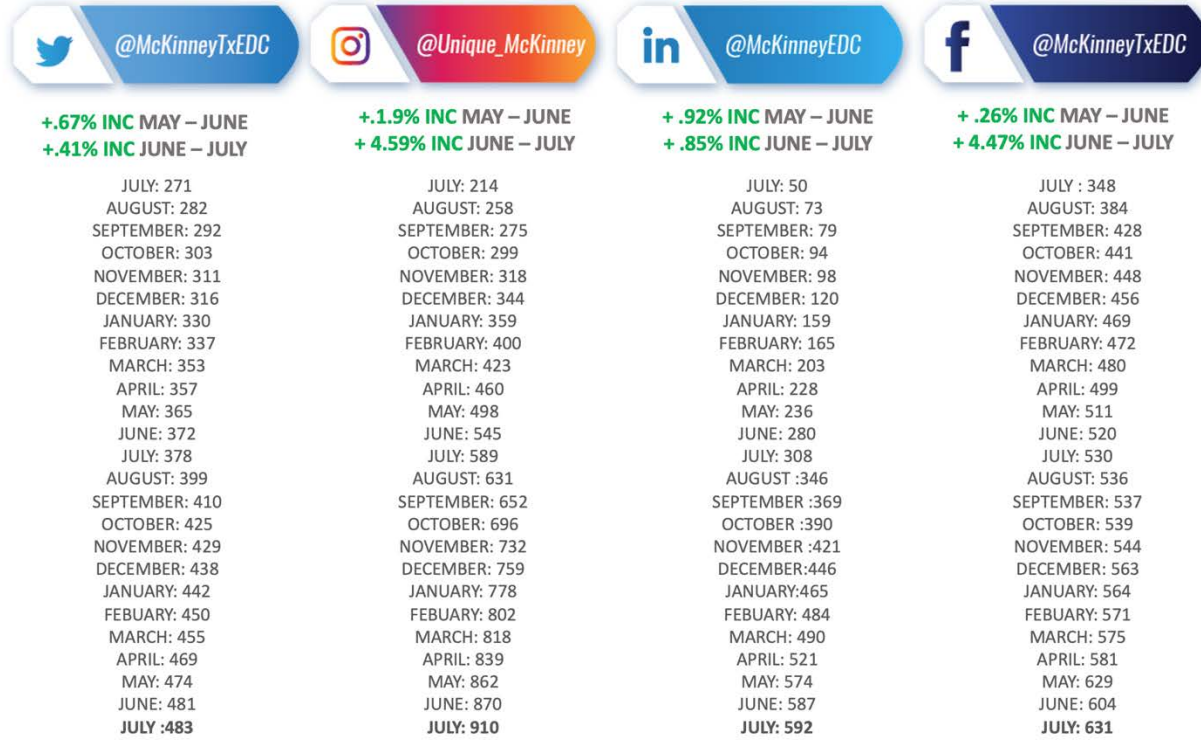 @McKinneyTxEDC
+.67% INC MAY – JUNE
+.41% INC JUNE – JULY
JULY: 271
AUGUST: 282
SEPTEMBER: 292
OCTOBER: 303
NOVEMBER: 311
DECEMBER: 316
JANUARY: 330
FEBRUARY: 337
MARCH: 353
APRIL: 357
MAY: 365
JUNE: 372
JULY: 378
AUGUST: 399
SEPTEMBER: 410
OCTOBER: 425
NOVEMBER: 429
DECEMBER: 438
JANUARY: 442
FEBUARY: 450
MARCH: 455
APRIL: 469
MAY: 474
JUNE: 481
JULY :483
@Unique_McKinney
+.1.9% INC MAY – JUNE
+ 4.59% INC JUNE – JULY
JULY: 214
AUGUST: 258
SEPTEMBER: 275
OCTOBER: 299
NOVEMBER: 318
DECEMBER: 344
JANUARY: 359
FEBRUARY: 400
MARCH: 423
APRIL: 460
MAY: 498
JUNE: 545
JULY: 589
AUGUST: 631
SEPTEMBER: 652
OCTOBER: 696
NOVEMBER: 732
DECEMBER: 759
JANUARY: 778
FEBUARY: 802
MARCH: 818
APRIL: 839
MAY: 862
JUNE: 870
JULY: 910
in
@McKinneyEDC
+ .92% INC MAY – JUNE
+ .85% INC JUNE – JULY
JULY: 50
AUGUST: 73
SEPTEMBER: 79
OCTOBER: 94
NOVEMBER: 98
DECEMBER: 120
JANUARY: 159
FEBRUARY: 165
MARCH: 203
APRIL: 228
MAY: 236
JUNE: 280
JULY: 308
AUGUST :346
SEPTEMBER :369
OCTOBER :390
NOVEMBER :421
DECEMBER:446
JANUARY:465
FEBUARY: 484
MARCH: 490
APRIL: 521
MAY: 574
JUNE: 587
JULY: 592
f
@McKinneyTxEDC
+ .26% INC MAY – JUNE
+ 4.47% INC JUNE – JULY
JULY : 348
AUGUST: 384
SEPTEMBER: 428
OCTOBER: 441
NOVEMBER: 448
DECEMBER: 456
JANUARY: 469
FEBRUARY: 472
MARCH: 480
APRIL: 499
MAY: 511
JUNE: 520
JULY: 530
AUGUST: 536
SEPTEMBER: 537
OCTOBER: 539
NOVEMBER: 544
DECEMBER: 563
JANUARY: 564
FEBUARY: 571
MARCH: 575
APRIL: 581
MAY: 629
JUNE: 604
JULY: 631